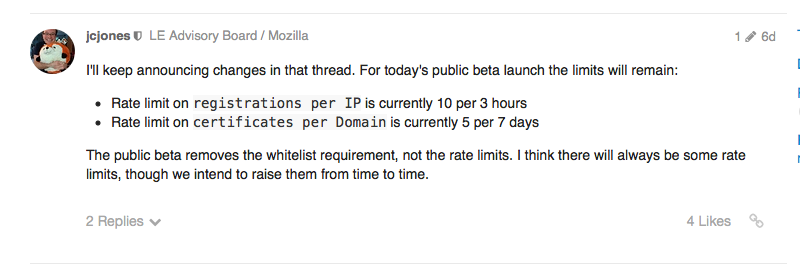 jcjones LE Advisory Board / Mozilla 1 6d
I'll keep announcing changes in that thread. For today's public beta launch the limits will remain:
• Rate limit on registrations per IP is currently 10 per 3 hours
• Rate limit on certificates per Domain is currently 5 per 7 days
The public beta removes the whitelist requirement, not the rate limits. I think there will always be some rate
limits, though we intend to raise them from time to time.
2 Replies 4 Likes